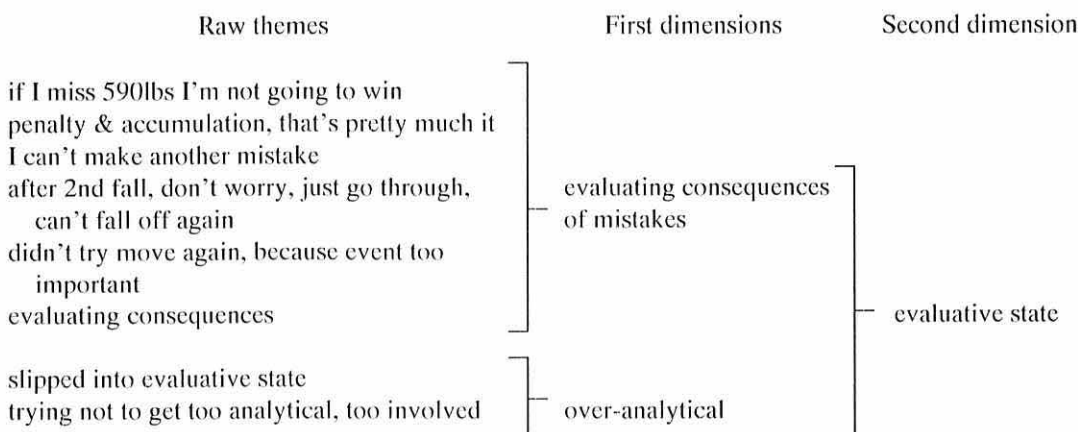 Raw themes First dimensions Second dimension
if I miss 590lbs I'm not going to win
penalty & accumulation, that's pretty much it
I can't make another mistake
after 2nd fall, don't worry, just go through,
can't fall off again
didn't try move again, because event too
important
evaluating consequences
evaluating consequences
of mistakes
slipped into evaluative state
trying not to get too analytical, too involved
over-analytical
evaluative state